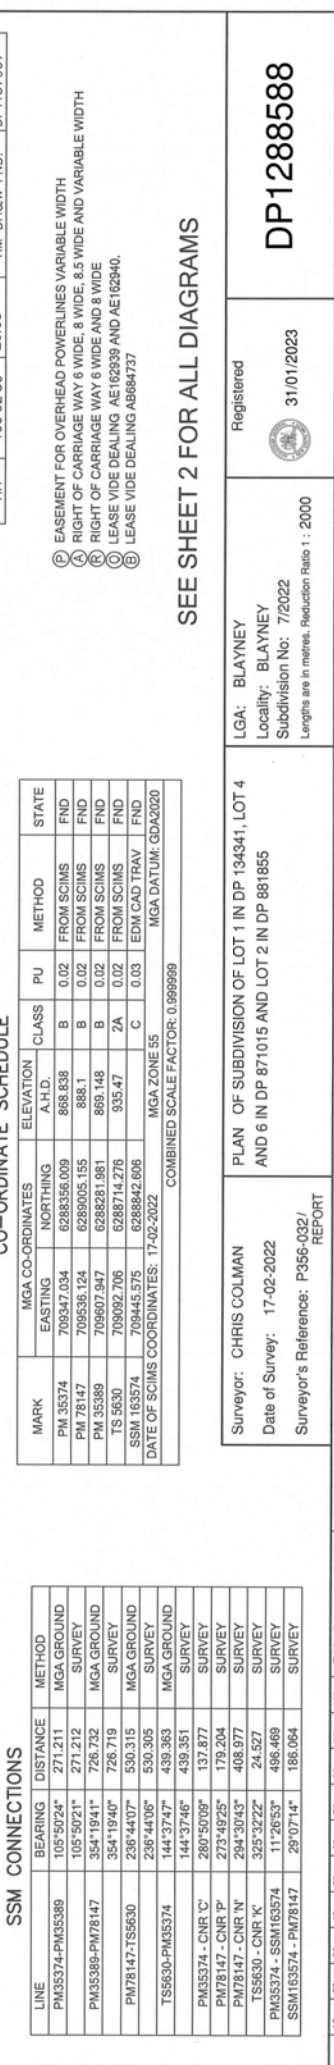 SSM CONNECTIONS
LINE BEARING DISTANCE METHOD
PM35374-PM35389 105°50'24" 271.211 MGA GROUND
105°50'21" 271.212 SURVEY
PM35389-PM78147 354°19'41" 726.732 MGA GROUND
354°19'40" 726.719 SURVEY
PM78147-TS5630 236°44'07" 530.315 MGA GROUND
236°44'06" 530.305 SURVEY
TS5630-PM35374 144°37'47" 439.363 MGA GROUND
144°37'46" 439.351 SURVEY
PM35374 - CNR 'C' 280°50'09" 137.877 SURVEY
PM78147 - CNR 'P' 273°49'25" 179.204 SURVEY
PM78147 - CNR 'N' 294°30'43" 408.977 SURVEY
TS5630 - CNR 'K' 325°32'22" 24.527 SURVEY
PM35374 - SSM163574 11°26'53" 496.469 SURVEY
SSM163574 - PM78147 29°07'14" 186.064 SURVEY
CO-ORDINATE SCHEDULE
MARK MGA CO-ORDINATES ELEVATION CLASS PU METHOD STATE
EASTING NORTHING A.H.D.
PM 35374 709347.034 6288356.009 868.838 B 0.02 FROM SCIMS FND
PM 78147 709536.124 6289005.155 888.1 B 0.02 FROM SCIMS FND
PM 35389 709607.947 6288281.981 869.148 B 0.02 FROM SCIMS FND
TS 5630 709092.706 6288714.276 935.47 2A 0.02 FROM SCIMS FND
SSM 163574 709445.575 6288842.606 C 0.03 EDM CAD TRAV FND
DATE OF SCIMS COORDINATES: 17-02-2022 MGA ZONE 55 MGA DATUM: GDA2020
COMBINED SCALE FACTOR: 0.999999
P EASEMENT FOR OVERHEAD POWERLINES VARIABLE WIDTH
A RIGHT OF CARRIAGE WAY 6 WIDE, 8 WIDE, 8.5 WIDE AND VARIABLE WIDTH
R RIGHT OF CARRIAGE WAY 6 WIDE AND 8 WIDE
O LEASE VIDE DEALING AE162939 AND AE162940.
B LEASE VIDE DEALING AB684737
SEE SHEET 2 FOR ALL DIAGRAMS
Surveyor: CHRIS COLMAN
Date of Survey: 17-02-2022
Surveyor's Reference: P356-032/
REPORT
PLAN OF SUBDIVISION OF LOT 1 IN DP 134341, LOT 4
AND 6 IN DP 871015 AND LOT 2 IN DP 881855
LGA: BLAYNEY
Locality: BLAYNEY
Subdivision No: 7/2022
Lengths are in metres. Reduction Ratio 1 : 2000
Registered
31/01/2023
DP1288588